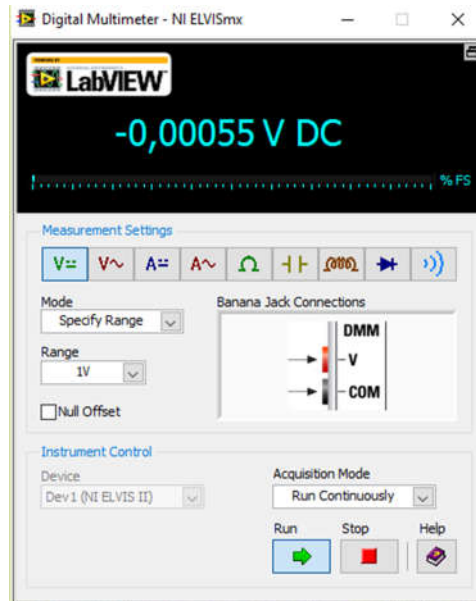 Digital Multimeter - NI ELVISmx
LabVIEW
-0,00055 V DC
% FS
Measurement Settings
V V A A Ω
Mode
Specify Range
Banana Jack Connections
DMM
V
COM
Range
1V
Null Offset
Instrument Control
Device
Dev1 (NI ELVIS II)
Acquisition Mode
Run Continuously
Run Stop Help